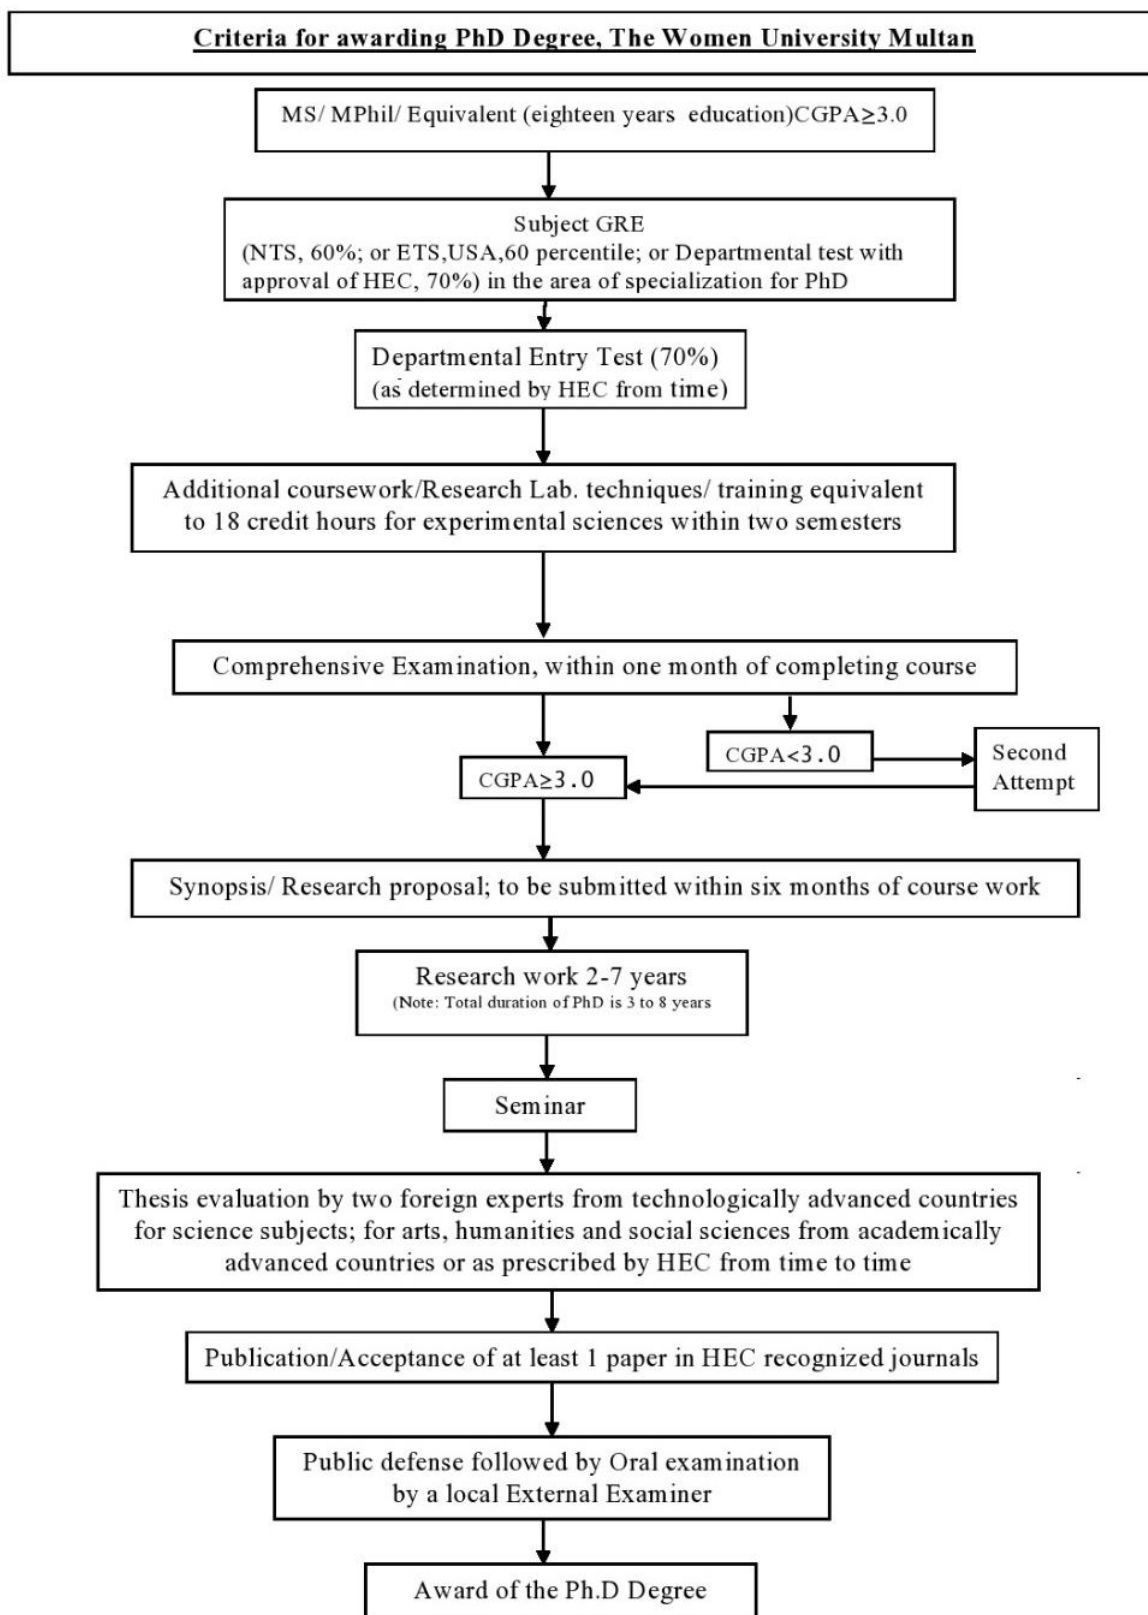 Criteria for awarding PhD Degree, The Women University Multan
MS/ MPhil/ Equivalent (eighteen years education)CGPA≥3.0
Subject GRE
(NTS, 60%; or ETS,USA,60 percentile; or Departmental test with
approval of HEC, 70%) in the area of specialization for PhD
Departmental Entry Test (70%)
(as determined by HEC from time)
Additional coursework/Research Lab. techniques/ training equivalent
to 18 credit hours for experimental sciences within two semesters
Comprehensive Examination, within one month of completing course
CGPA<3.0
Second
Attempt
CGPA≥3.0
Synopsis/ Research proposal; to be submitted within six months of course work
Research work 2-7 years
(Note: Total duration of PhD is 3 to 8 years
Seminar
Thesis evaluation by two foreign experts from technologically advanced countries
for science subjects; for arts, humanities and social sciences from academically
advanced countries or as prescribed by HEC from time to time
Publication/Acceptance of at least 1 paper in HEC recognized journals
Public defense followed by Oral examination
by a local External Examiner
Award of the Ph.D Degree